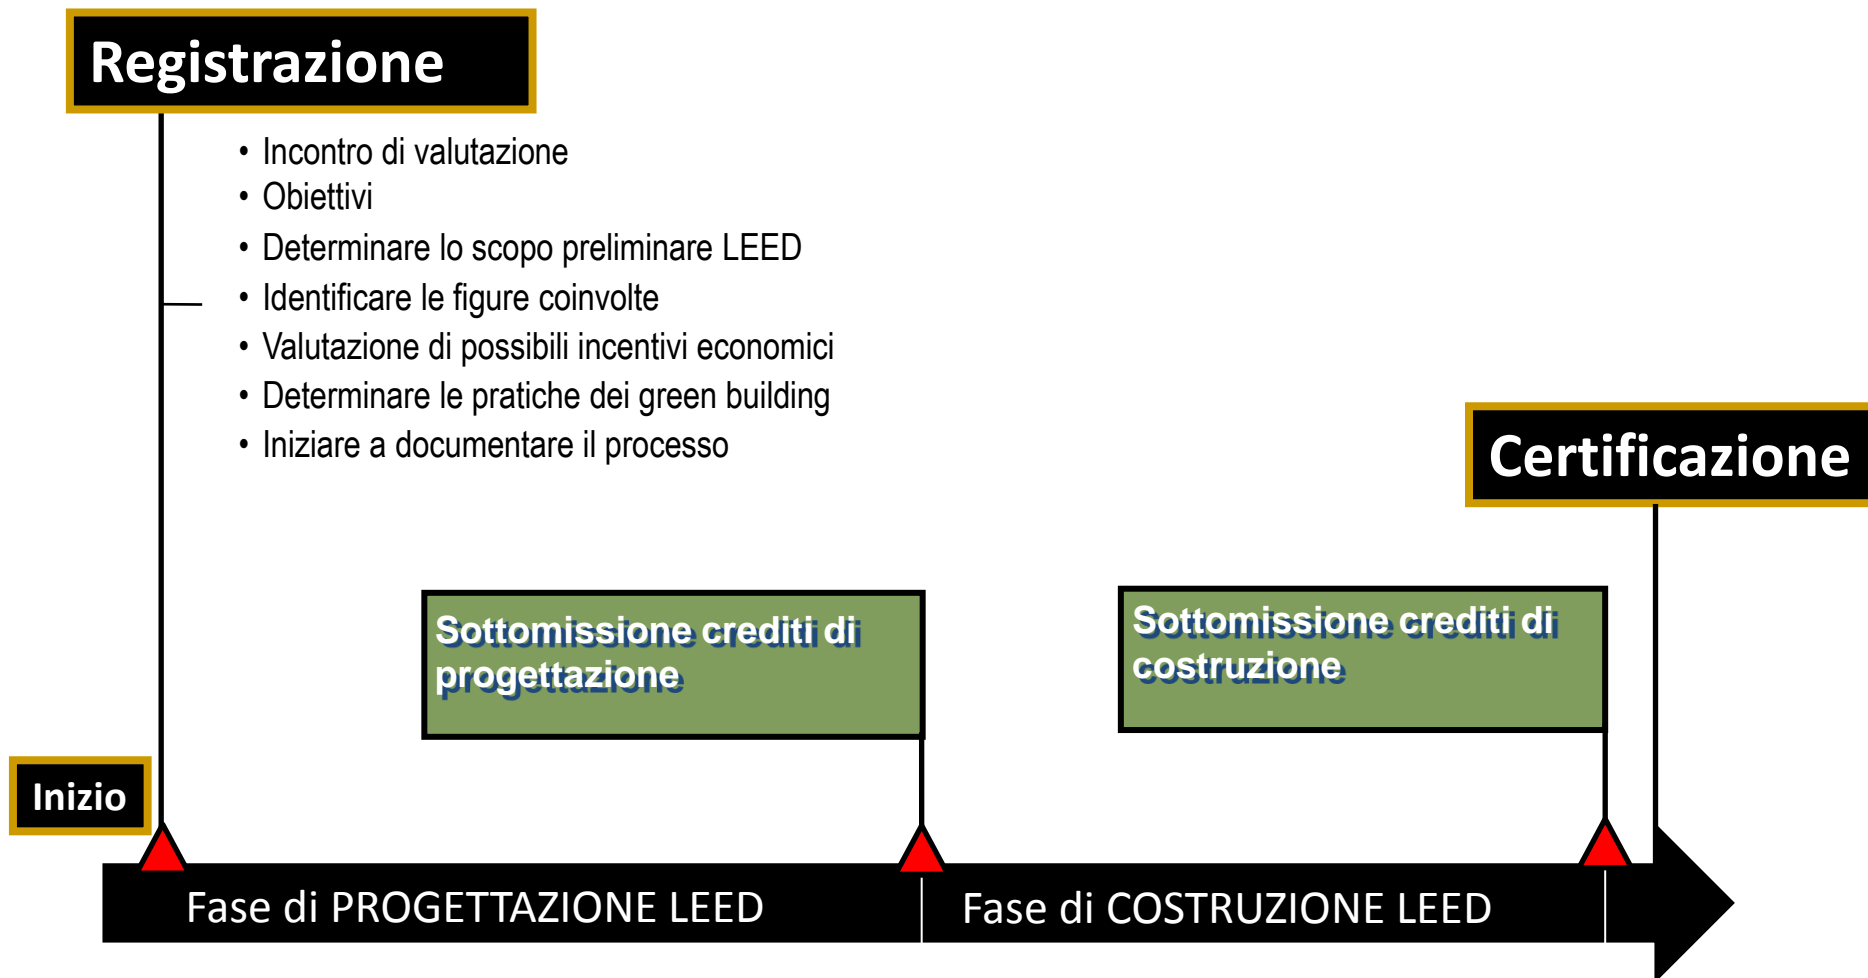 Registrazione
• Incontro di valutazione
• Obiettivi
• Determinare lo scopo preliminare LEED
• Identificare le figure coinvolte
• Valutazione di possibili incentivi economici
• Determinare le pratiche dei green building
• Iniziare a documentare il processo
Certificazione
Sottomissione crediti di
progettazione
Sottomissione crediti di
costruzione
Inizio
Fase di PROGETTAZIONE LEED
Fase di COSTRUZIONE LEED